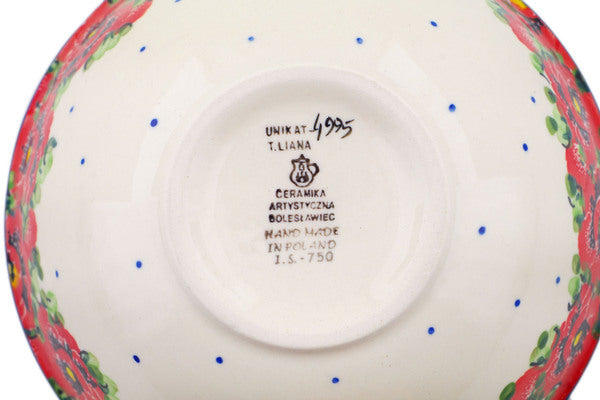 UNIKAT-4995
T.LIANA
CERAMIKA
ARTYSTYCZNA
BOLESŁAWIEC
HAND MADE
IN POLAND
I.S.-750